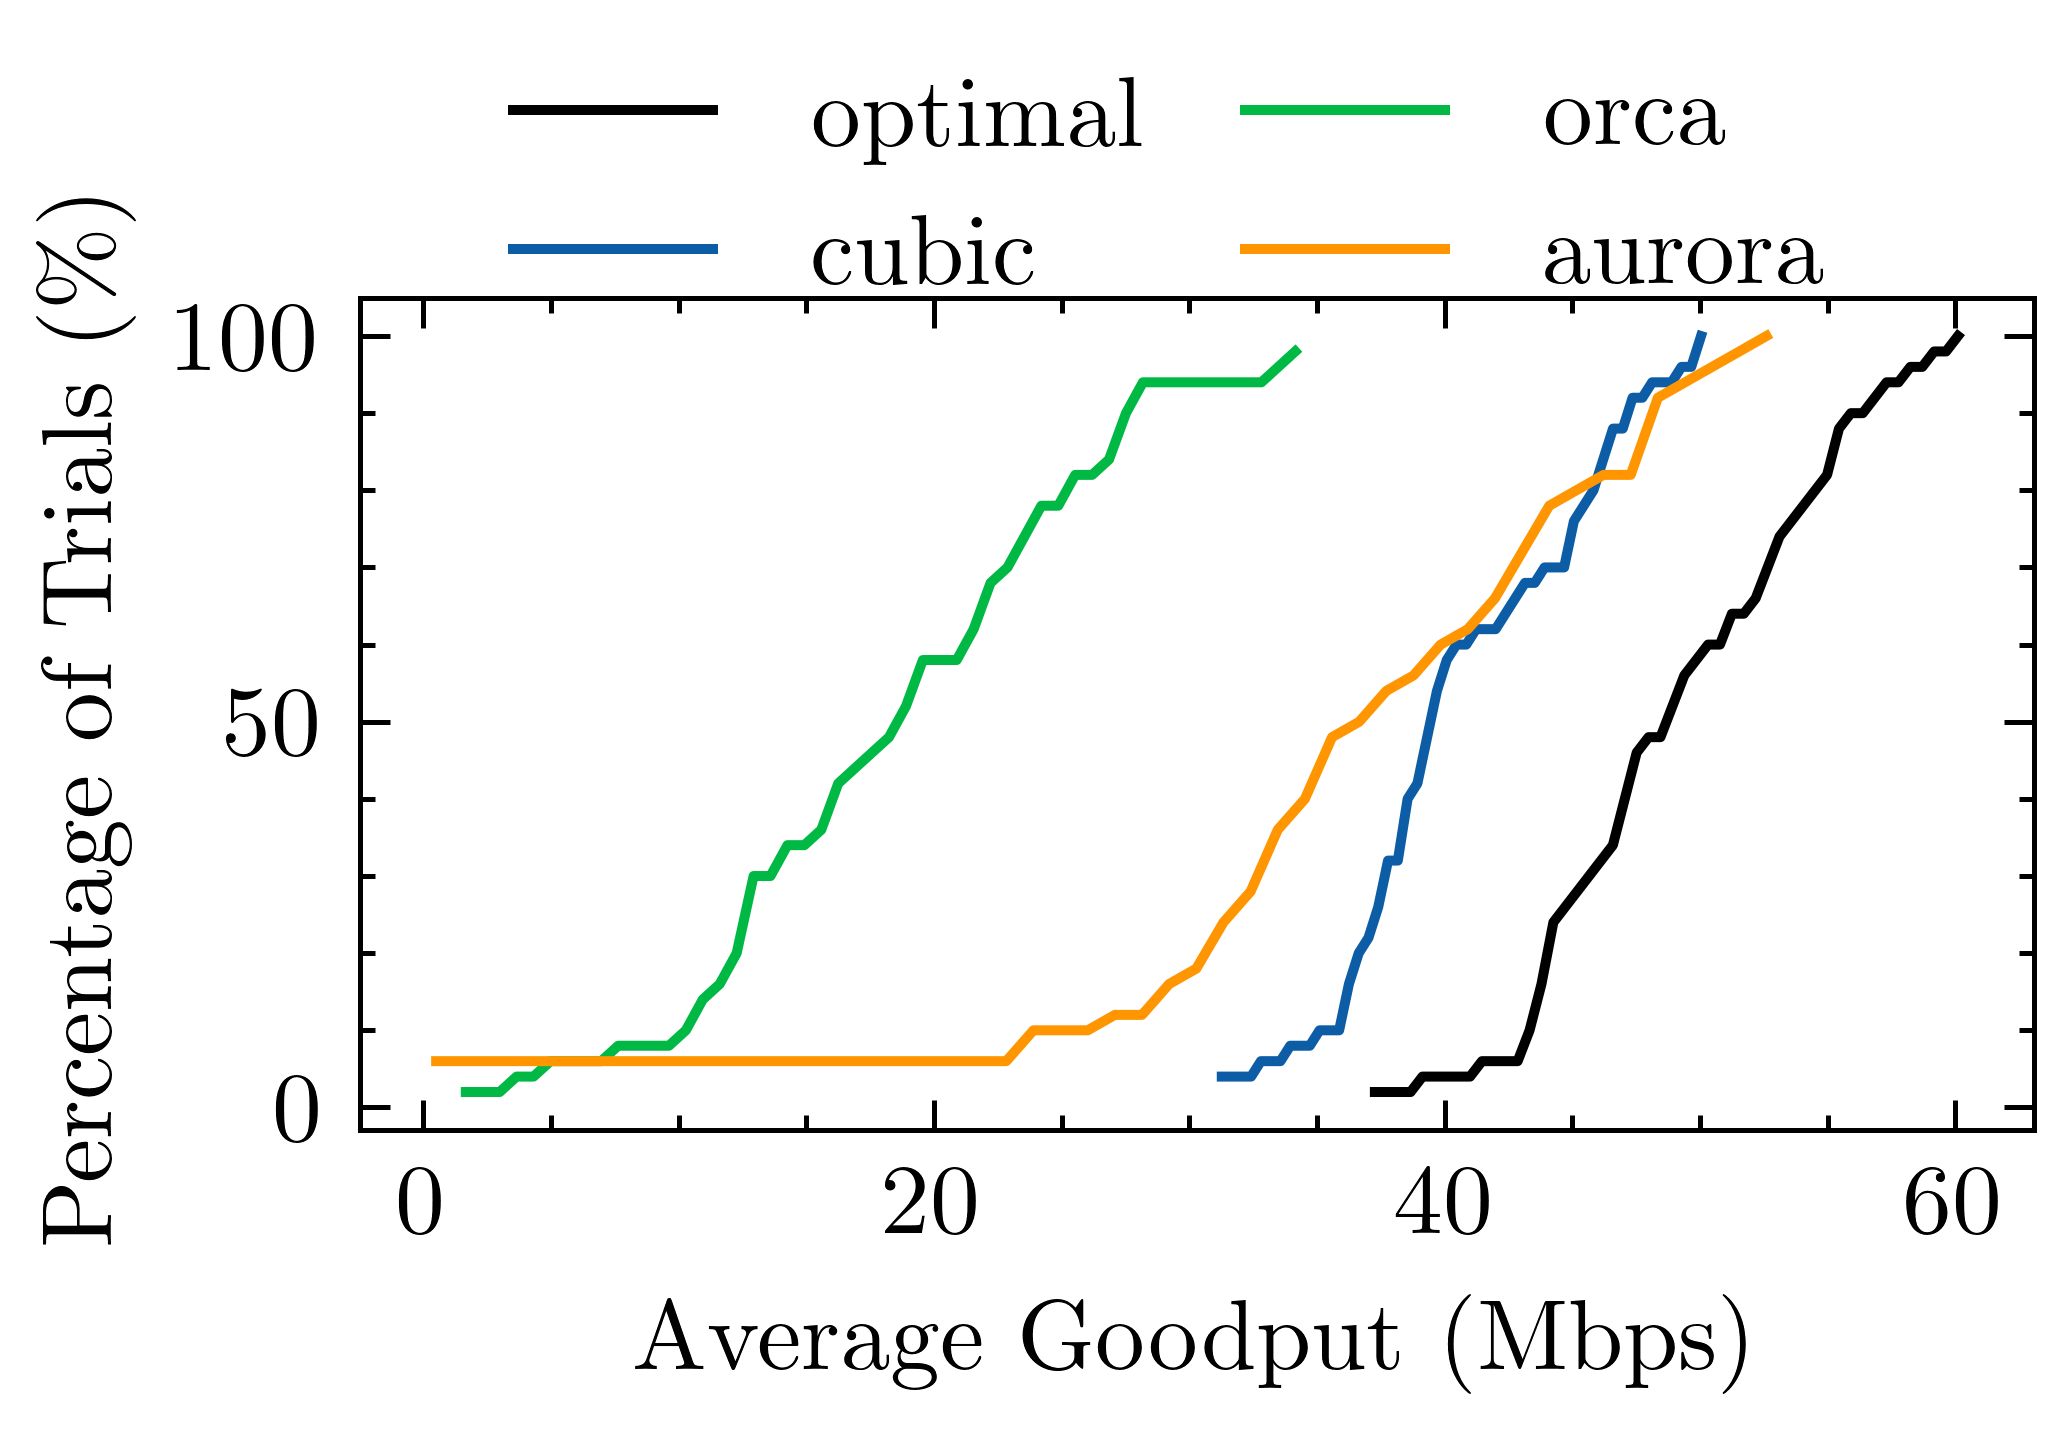 optimal
orca
cubic
aurora
Percentage of Trials (%)
100
50
0
0
20
40
60
Average Goodput (Mbps)